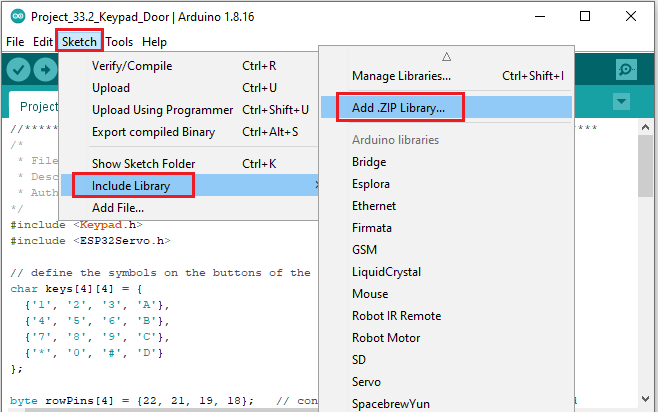 Project_33.2_Keypad_Door | Arduino 1.8.16
File Edit Sketch Tools Help
Verify/Compile Ctrl+R
Upload Ctrl+U
Upload Using Programmer Ctrl+Shift+U
Export compiled Binary Ctrl+Alt+S
Show Sketch Folder Ctrl+K
Include Library
Add File...
Manage Libraries... Ctrl+Shift+I
Add .ZIP Library...
Arduino libraries
Bridge
Esplora
Ethernet
Firmata
GSM
LiquidCrystal
Mouse
Robot IR Remote
Robot Motor
SD
Servo
SpacebrewYun
Project
//
/*
* File
* Desc
* Auth
*/
#include <Keypad.h>
#include <ESP32Servo.h>
// define the symbols on the buttons of the
char keys[4][4] = {
{'1', '2', '3', 'A'},
{'4', '5', '6', 'B'},
{'7', '8', '9', 'C'},
{'*', '0', '#', 'D'}
};
byte rowPins[4] = {22, 21, 19, 18}; // con